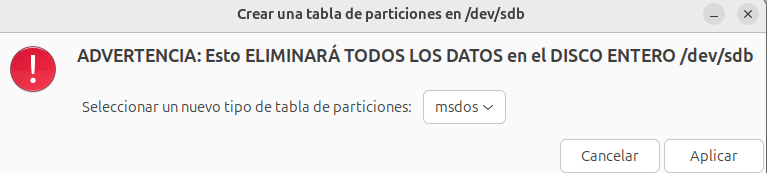 Crear una tabla de particiones en /dev/sdb
ADVERTENCIA: Esto ELIMINARÁ TODOS LOS DATOS en el DISCO ENTERO /dev/sdb
Seleccionar un nuevo tipo de tabla de particiones: msdos
Cancelar Aplicar